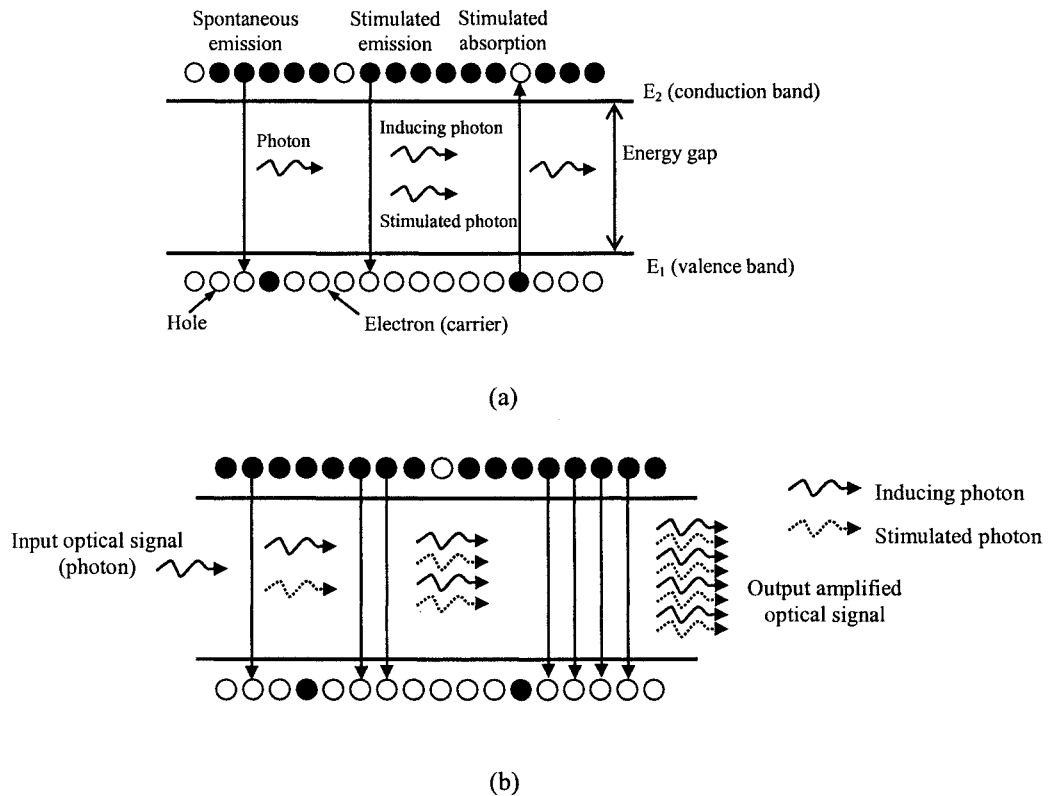 Spontaneous
emission
Stimulated
emission
Stimulated
absorption
E₂ (conduction band)
Photon
Inducing photon
Energy gap
Stimulated photon
E₁ (valence band)
Hole
Electron (carrier)
(a)
Input optical signal
(photon)
Inducing photon
Stimulated photon
Output amplified
optical signal
(b)